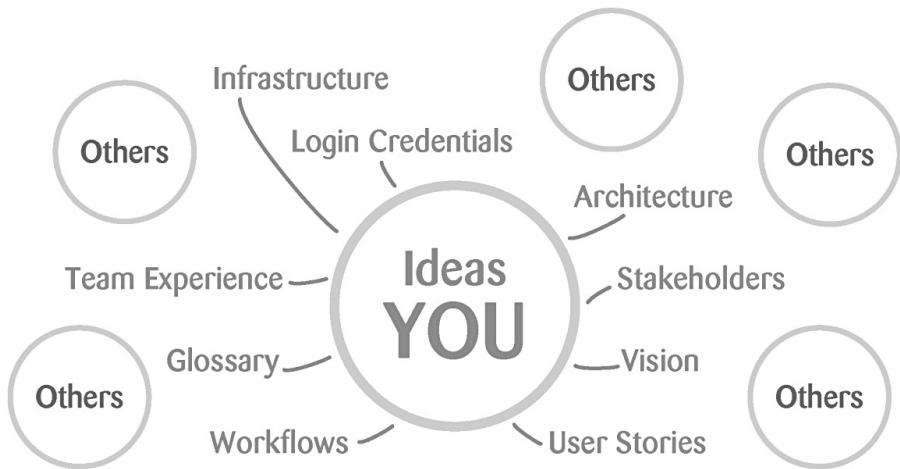 Others
Infrastructure
Others
Login Credentials
Others
Architecture
Ideas
YOU
Team Experience
Stakeholders
Glossary
Vision
Others
Others
Workflows
User Stories